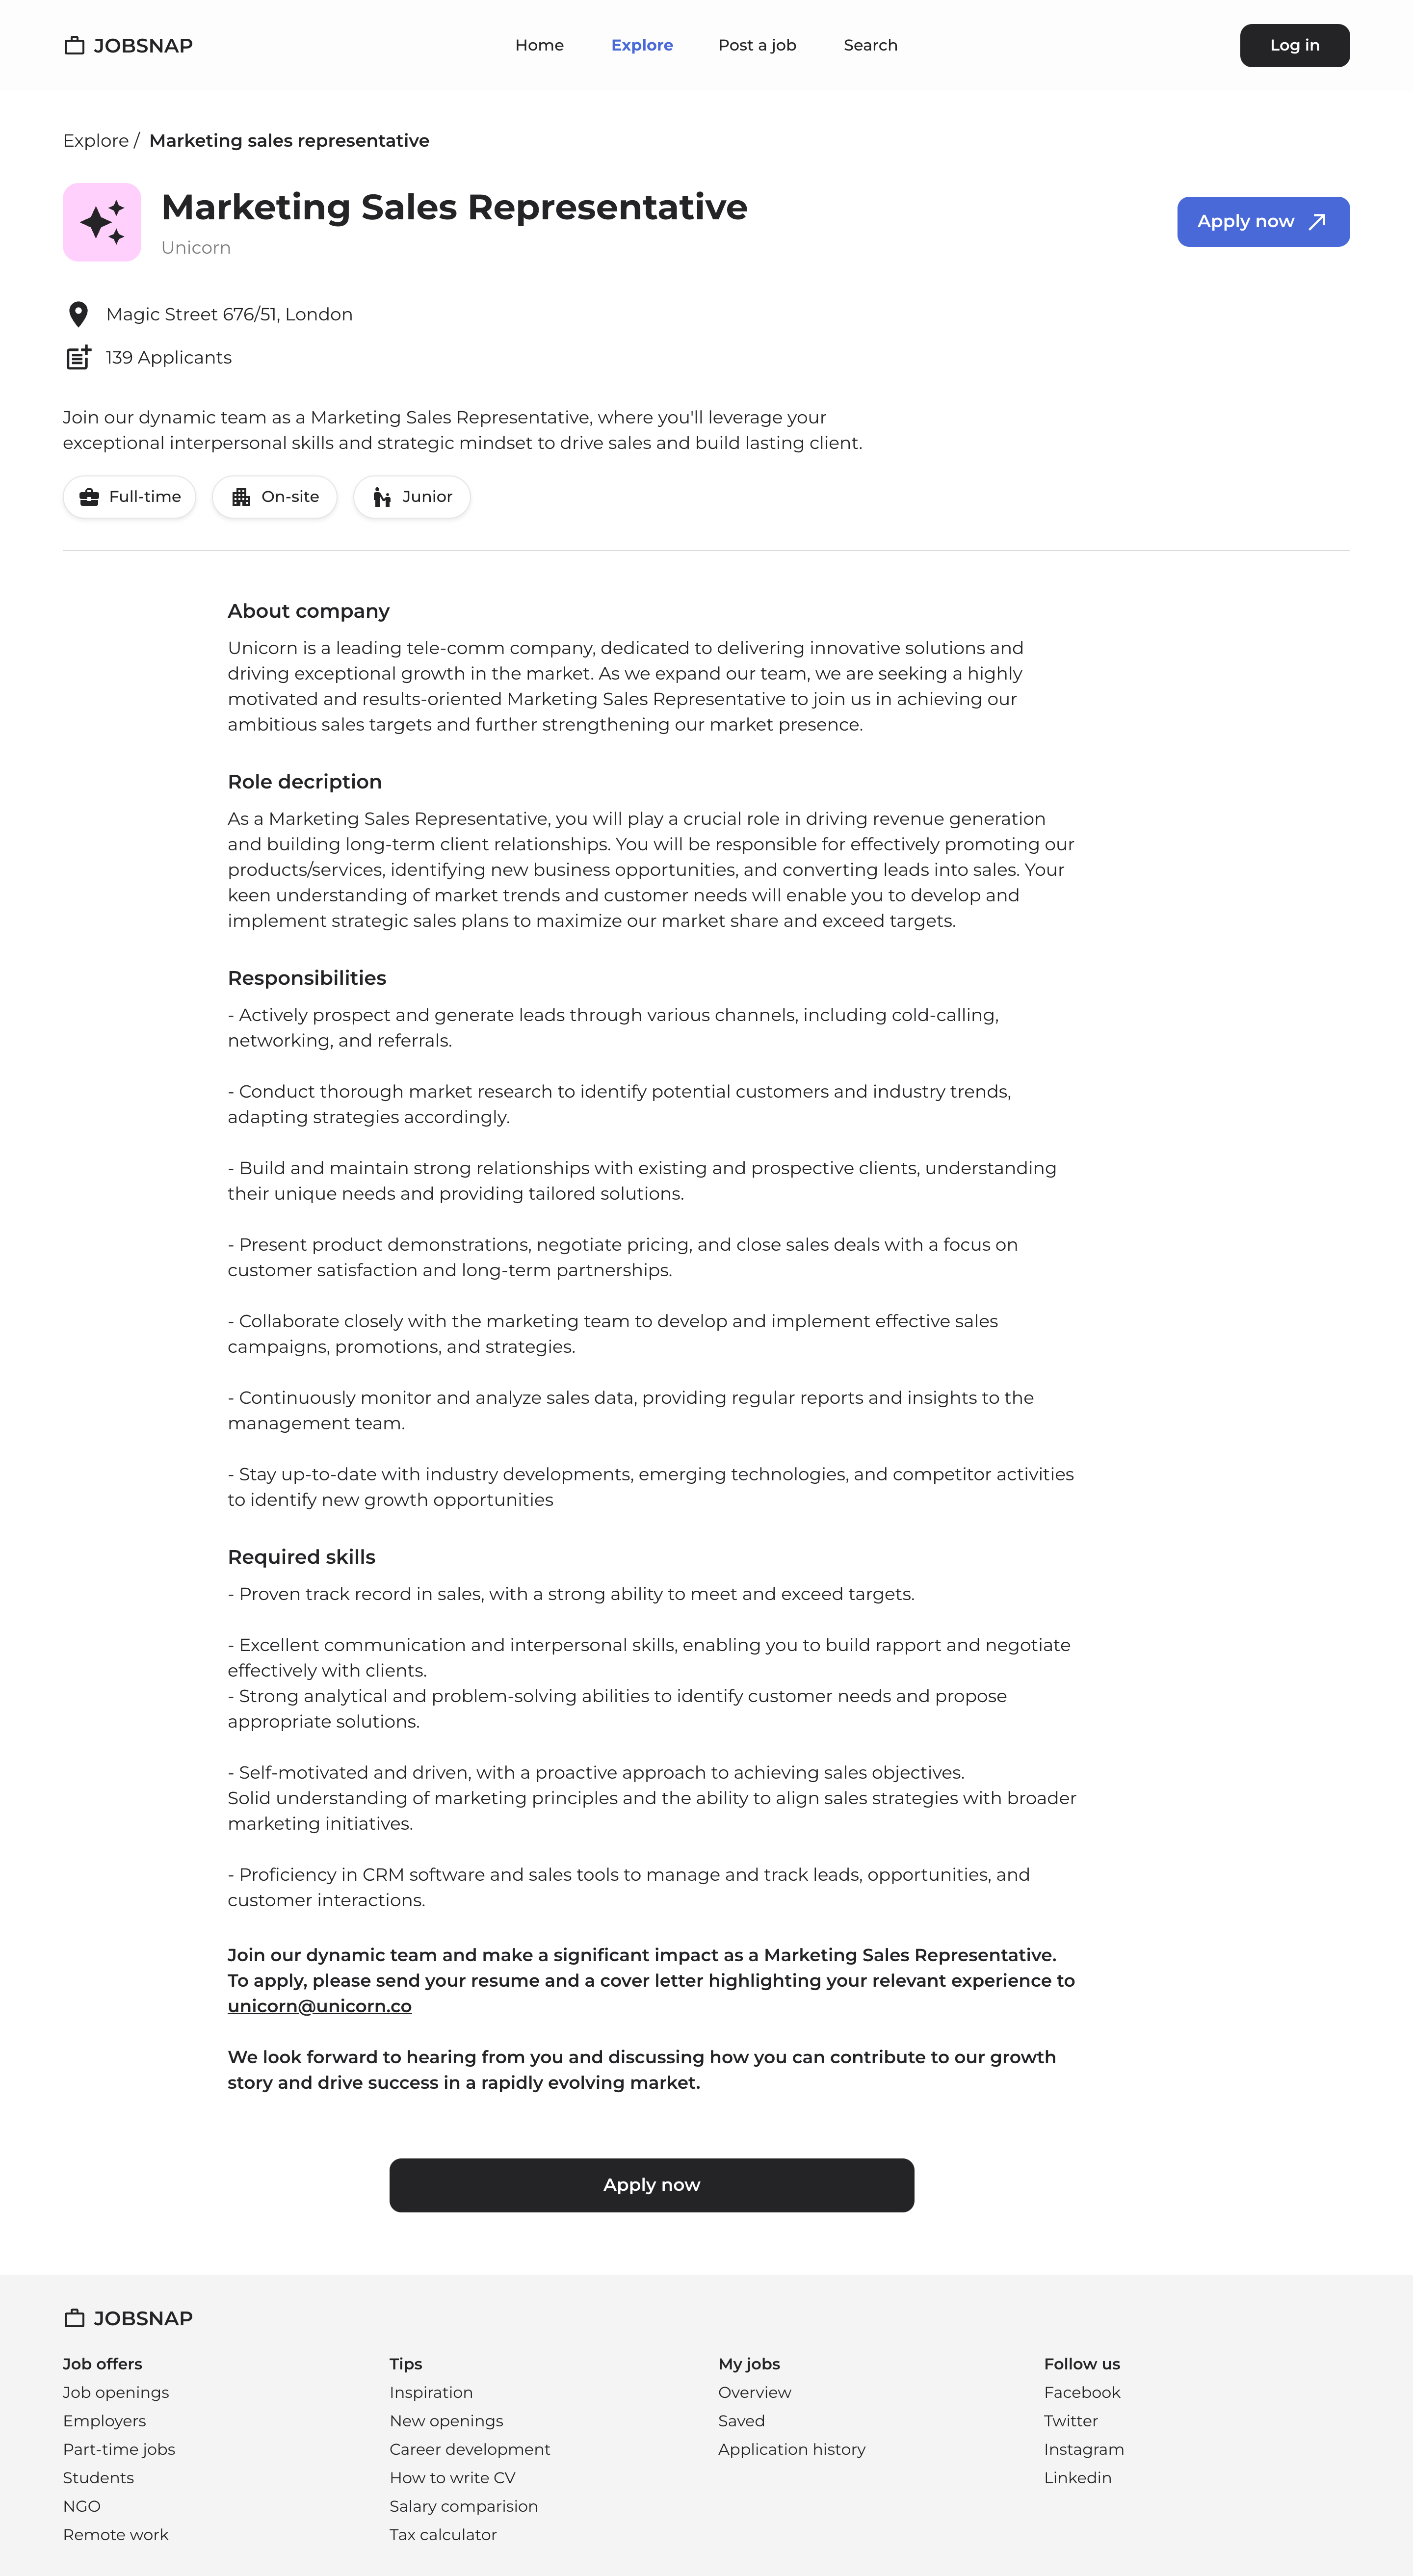 JOBSNAP
Home Explore Post a job Search
Log in
Explore / Marketing sales representative
Marketing Sales Representative
Unicorn
Apply now
Magic Street 676/51, London
139 Applicants
Join our dynamic team as a Marketing Sales Representative, where you'll leverage your
exceptional interpersonal skills and strategic mindset to drive sales and build lasting client.
Full-time On-site Junior
About company
Unicorn is a leading tele-comm company, dedicated to delivering innovative solutions and
driving exceptional growth in the market. As we expand our team, we are seeking a highly
motivated and results-oriented Marketing Sales Representative to join us in achieving our
ambitious sales targets and further strengthening our market presence.
Role decription
As a Marketing Sales Representative, you will play a crucial role in driving revenue generation
and building long-term client relationships. You will be responsible for effectively promoting our
products/services, identifying new business opportunities, and converting leads into sales. Your
keen understanding of market trends and customer needs will enable you to develop and
implement strategic sales plans to maximize our market share and exceed targets.
Responsibilities
- Actively prospect and generate leads through various channels, including cold-calling,
networking, and referrals.
- Conduct thorough market research to identify potential customers and industry trends,
adapting strategies accordingly.
- Build and maintain strong relationships with existing and prospective clients, understanding
their unique needs and providing tailored solutions.
- Present product demonstrations, negotiate pricing, and close sales deals with a focus on
customer satisfaction and long-term partnerships.
- Collaborate closely with the marketing team to develop and implement effective sales
campaigns, promotions, and strategies.
- Continuously monitor and analyze sales data, providing regular reports and insights to the
management team.
- Stay up-to-date with industry developments, emerging technologies, and competitor activities
to identify new growth opportunities
Required skills
- Proven track record in sales, with a strong ability to meet and exceed targets.
- Excellent communication and interpersonal skills, enabling you to build rapport and negotiate
effectively with clients.
- Strong analytical and problem-solving abilities to identify customer needs and propose
appropriate solutions.
- Self-motivated and driven, with a proactive approach to achieving sales objectives.
Solid understanding of marketing principles and the ability to align sales strategies with broader
marketing initiatives.
- Proficiency in CRM software and sales tools to manage and track leads, opportunities, and
customer interactions.
Join our dynamic team and make a significant impact as a Marketing Sales Representative.
To apply, please send your resume and a cover letter highlighting your relevant experience to
unicorn@unicorn.co
We look forward to hearing from you and discussing how you can contribute to our growth
story and drive success in a rapidly evolving market.
Apply now
JOBSNAP
Job offers
Job openings
Employers
Part-time jobs
Students
NGO
Remote work
Tips
Inspiration
New openings
Career development
How to write CV
Salary comparision
Tax calculator
My jobs
Overview
Saved
Application history
Follow us
Facebook
Twitter
Instagram
Linkedin